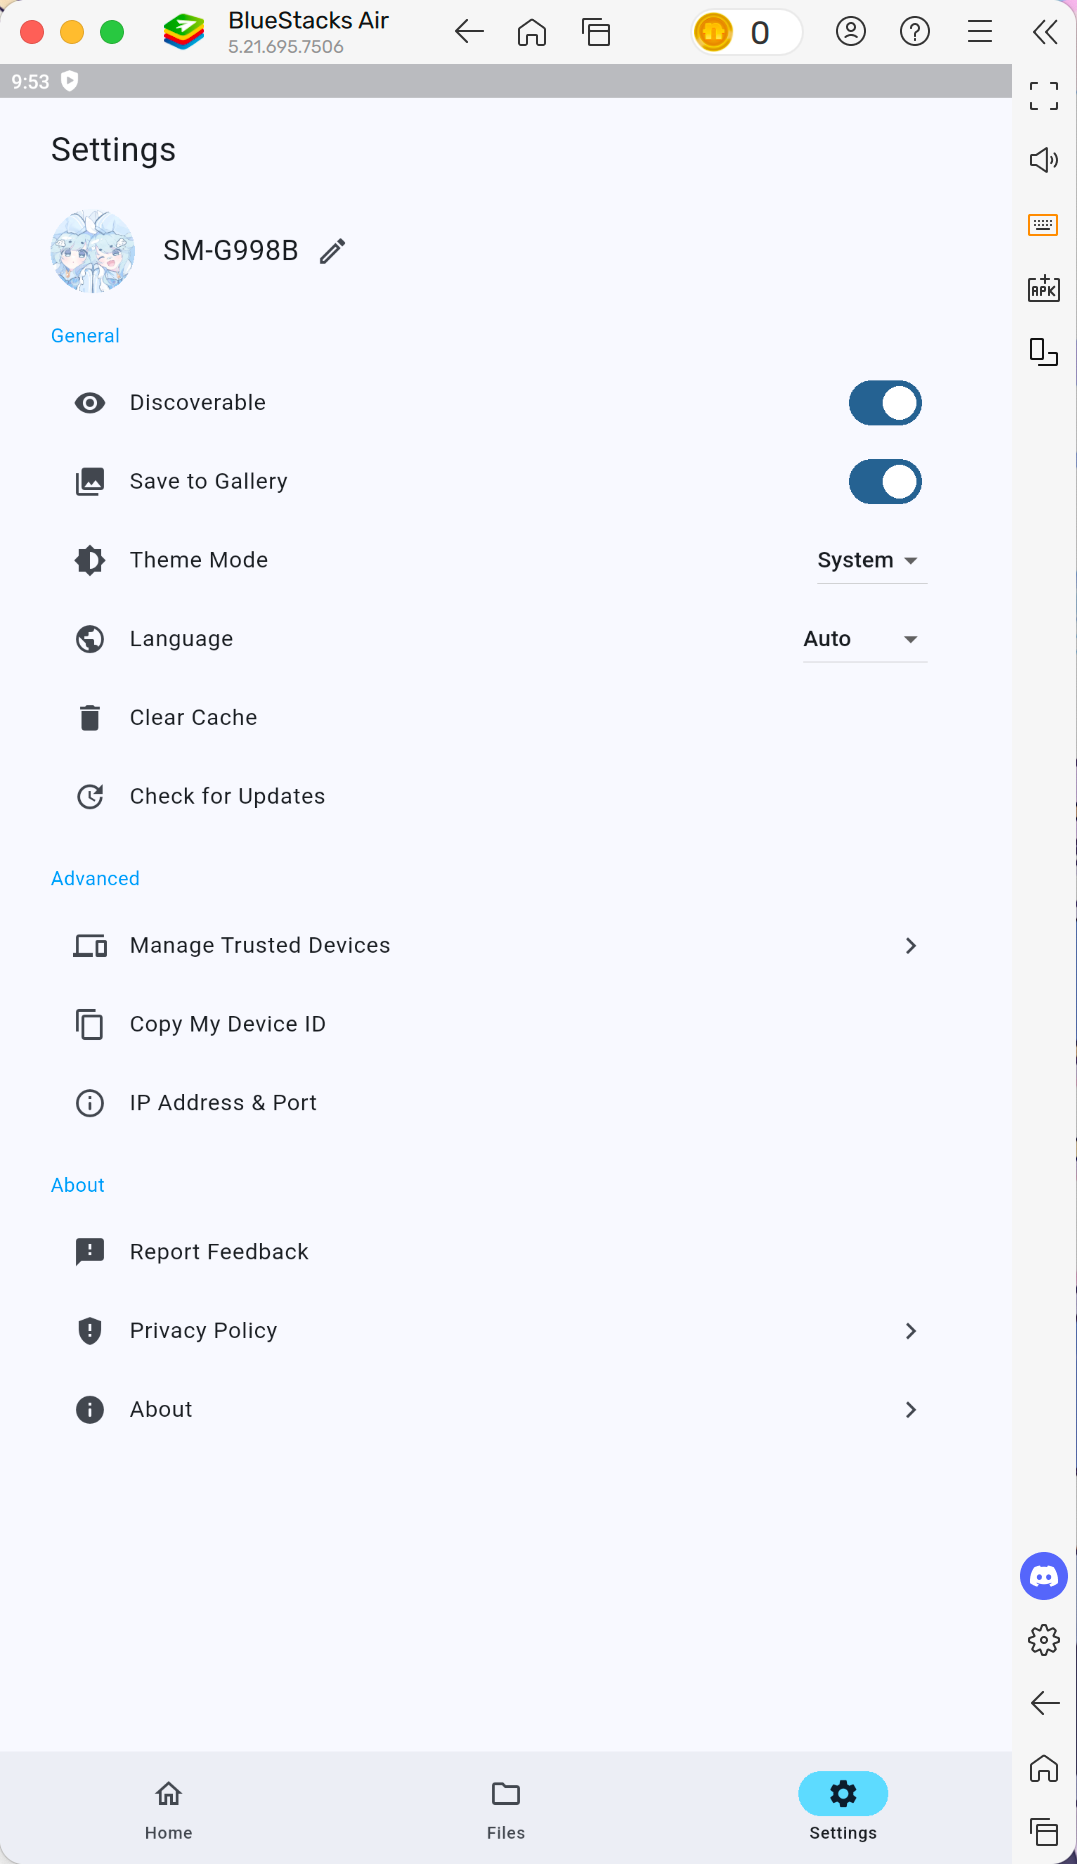 BlueStacks Air
5.21.695.7506
0
9:53
APK
Settings
SM-G998B
General
Discoverable
Save to Gallery
Theme Mode
System
Language
Auto
Clear Cache
Check for Updates
Advanced
Manage Trusted Devices
Copy My Device ID
IP Address & Port
About
Report Feedback
Privacy Policy
About
Home
Files
Settings